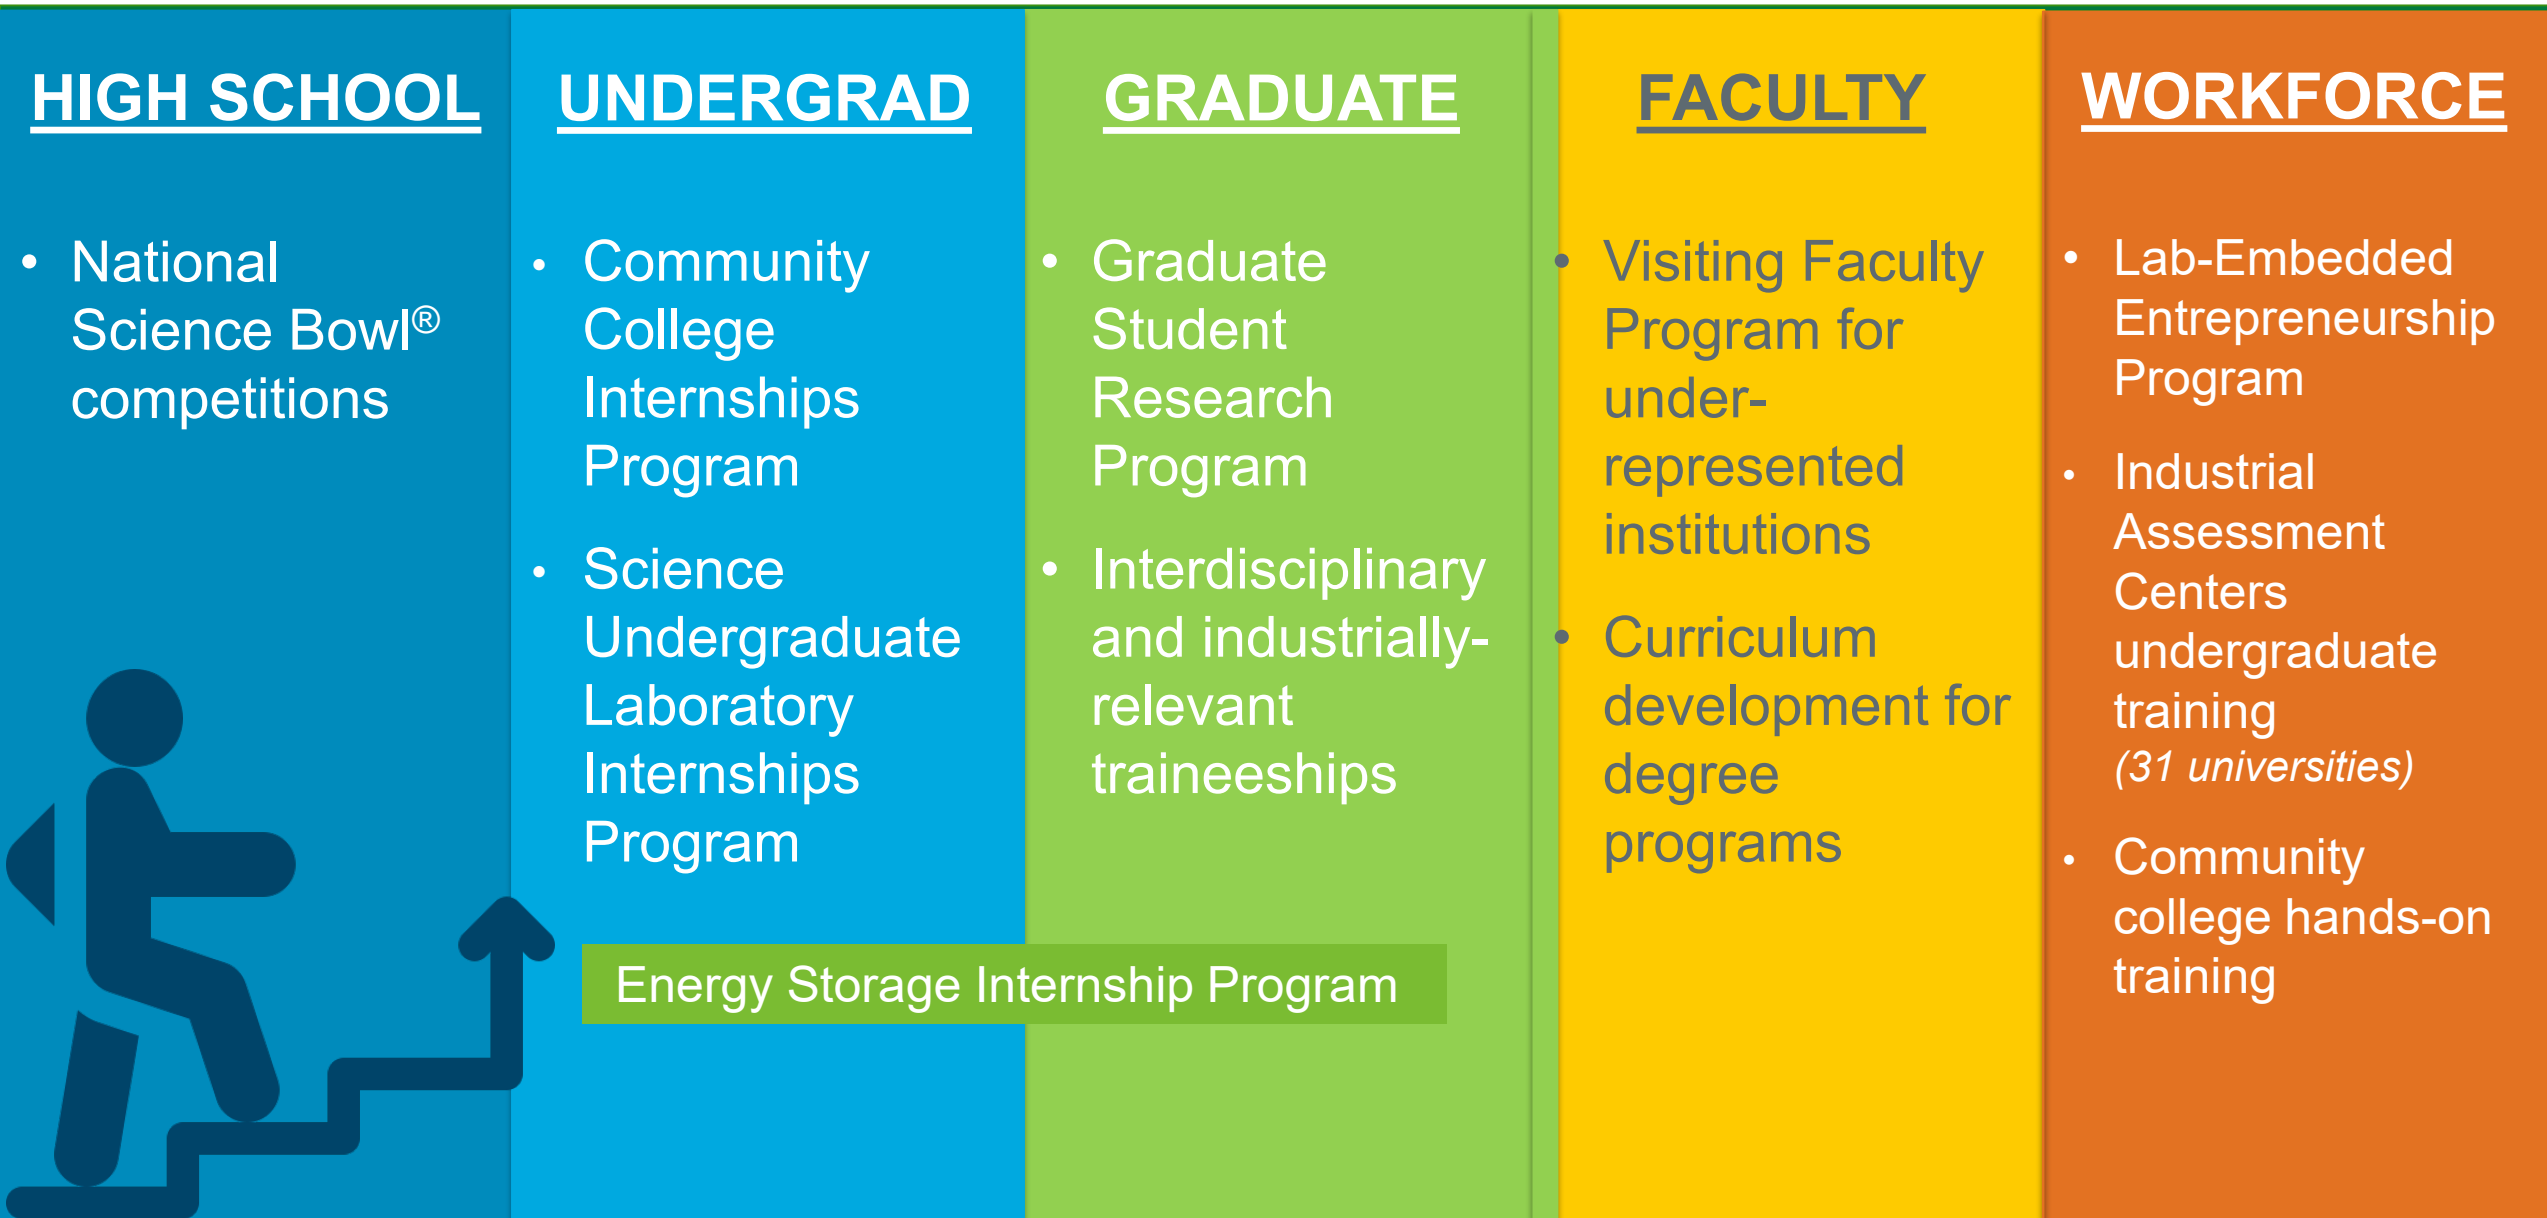 HIGH SCHOOL
• National
Science Bowl®
competitions
UNDERGRAD
• Community
College
Internships
Program
• Science
Undergraduate
Laboratory
Internships
Program
GRADUATE
• Graduate
Student
Research
Program
• Interdisciplinary
and industrially-
relevant
traineeships
Energy Storage Internship Program
FACULTY
• Visiting Faculty
Program for
under-
represented
institutions
• Curriculum
development for
degree
programs
WORKFORCE
• Lab-Embedded
Entrepreneurship
Program
• Industrial
Assessment
Centers
undergraduate
training
(31 universities)
• Community
college hands-on
training